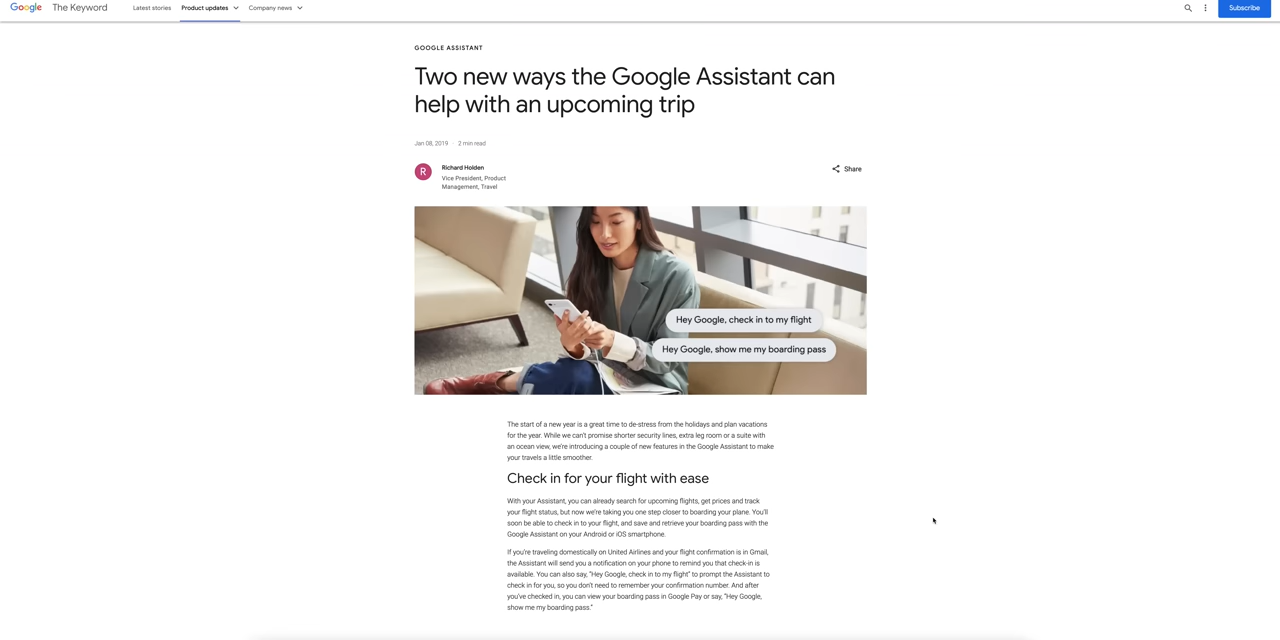 Google The Keyword Latest stories Product updates Company news Subscribe
GOOGLE ASSISTANT
Two new ways the Google Assistant can
help with an upcoming trip
Jan 08, 2019 · 2 min read
R
Richard Holden
Vice President, Product
Management, Travel
Share
Hey Google, check in to my flight
Hey Google, show me my boarding pass
The start of a new year is a great time to de-stress from the holidays and plan vacations
for the year. While we can't promise shorter security lines, extra leg room or a suite with
an ocean view, we're introducing a couple of new features in the Google Assistant to make
your travels a little smoother.
Check in for your flight with ease
With your Assistant, you can already search for upcoming flights, get prices and track
your flight status, but now we're taking you one step closer to boarding your plane. You'll
soon be able to check in to your flight, and save and retrieve your boarding pass with the
Google Assistant on your Android or iOS smartphone.
If you're traveling domestically on United Airlines and your flight confirmation is in Gmail,
the Assistant will send you a notification on your phone to remind you that check-in is
available. You can also say, "Hey Google, check in to my flight" to prompt the Assistant to
check in for you, so you don't need to remember your confirmation number. And after
you've checked in, you can view your boarding pass in Google Pay or say, "Hey Google,
show me my boarding pass."